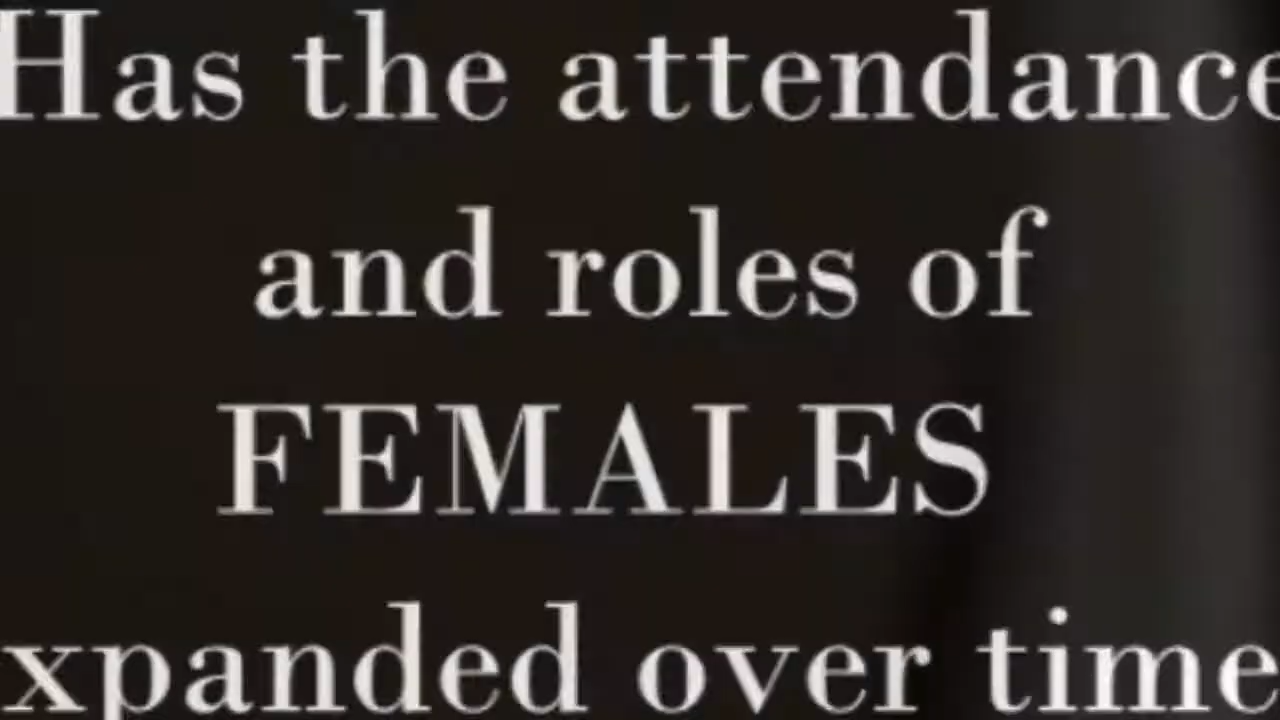 Has the attendance
and roles of
FEMALES
xpanded over time